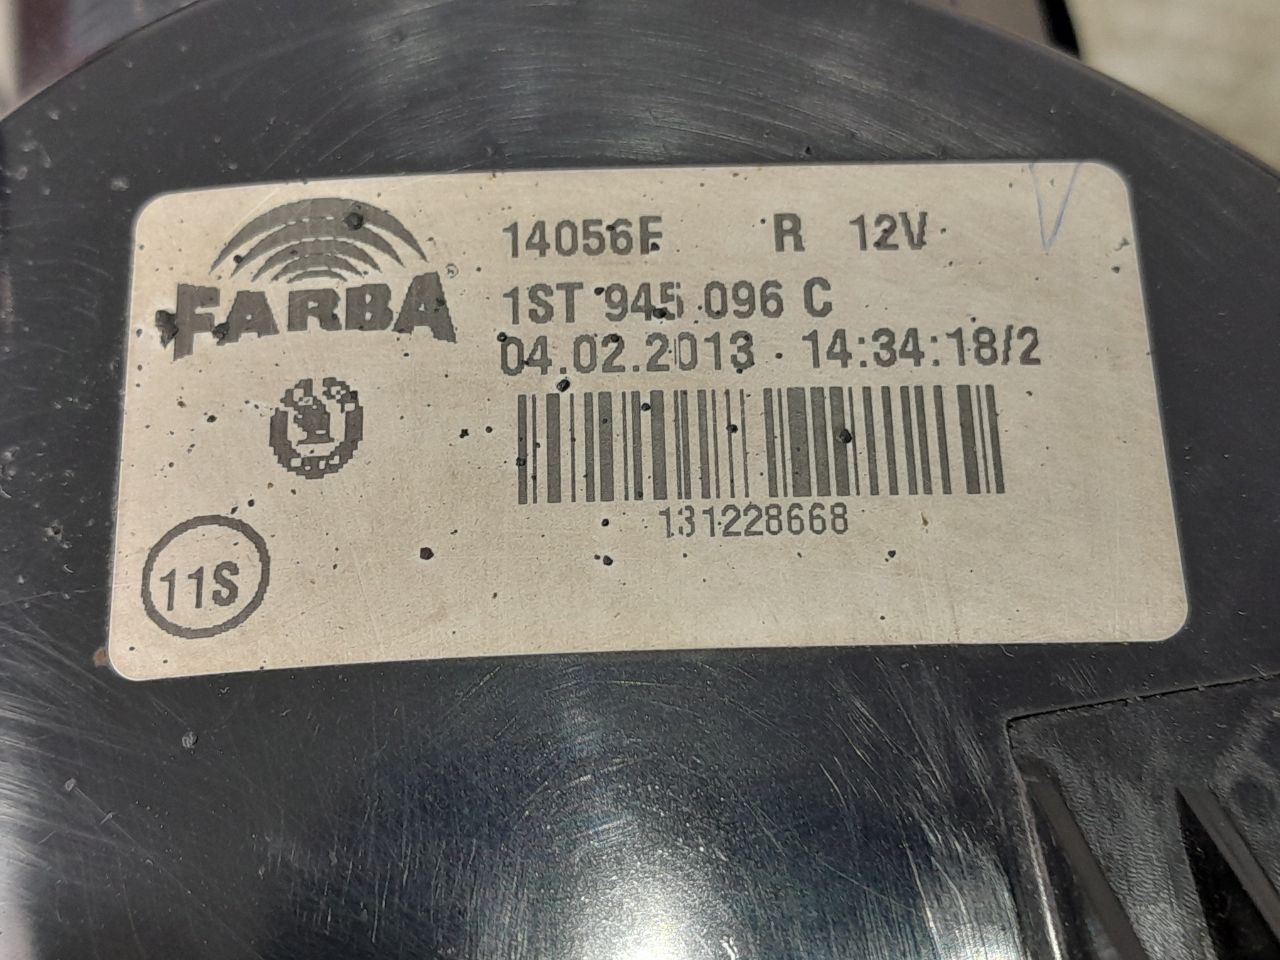 FARBA®
14056F R 12V
1ST 945 096 C
04.02.2013 14:34:18/2
131228668
11S